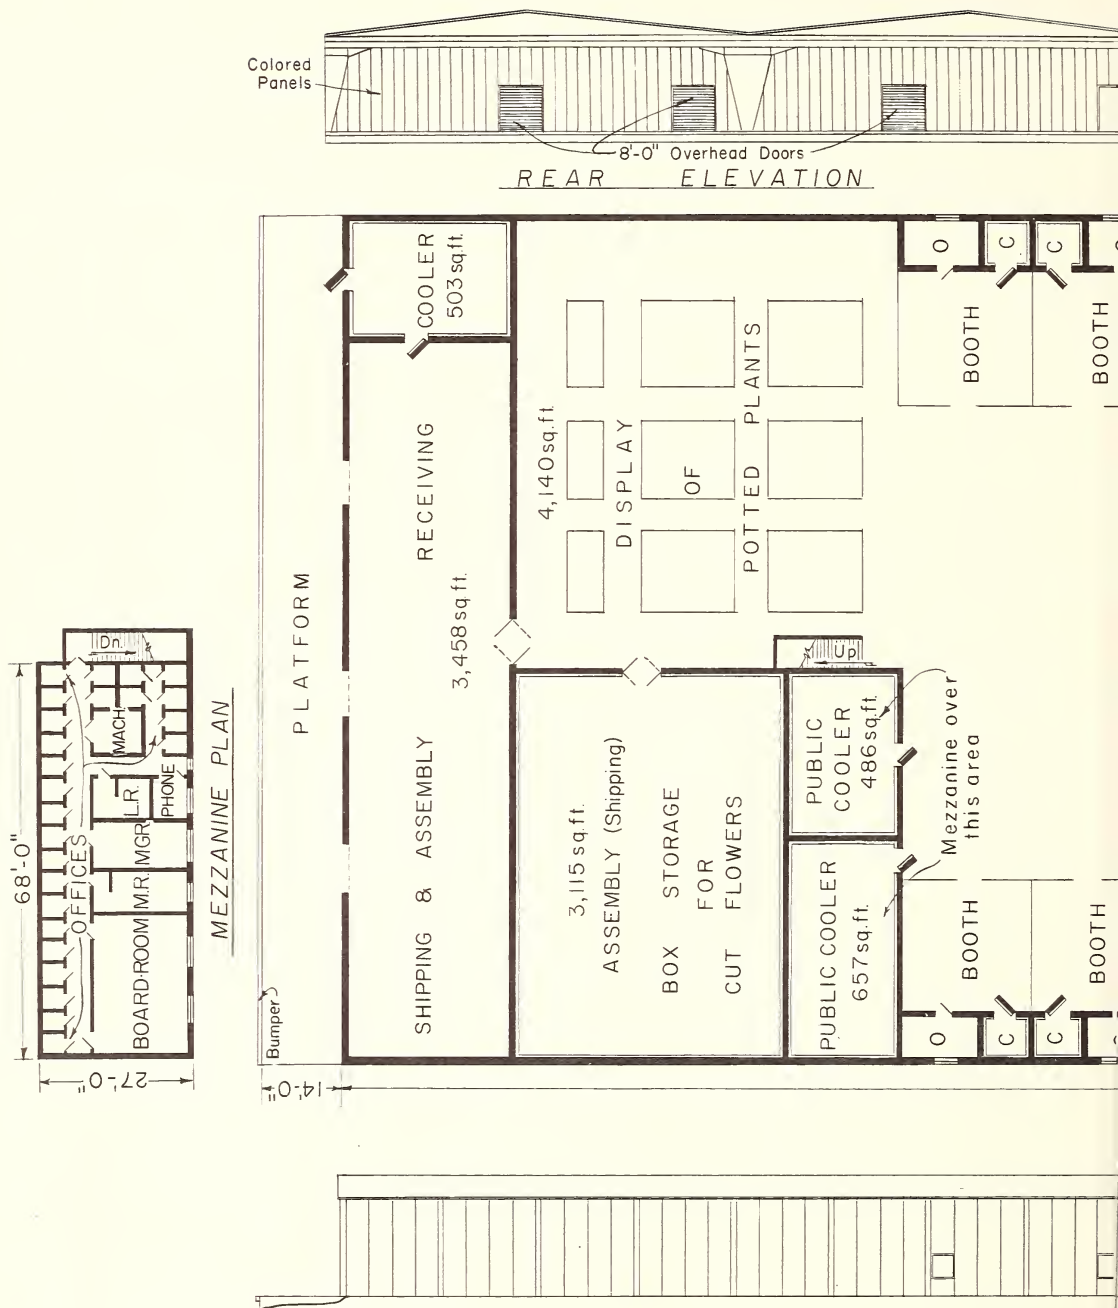 Colored
Panels
8'-0" Overhead Doors
REAR ELEVATION
COOLER
503 sq.ft.
O
C
C
BOOTH
BOOTH
PLATFORM
SHIPPING & ASSEMBLY RECEIVING
3,458 sq.ft.
4,140 sq.ft.
DISPLAY
OF
POTTED PLANTS
Up
PUBLIC
COOLER
486 sq.ft.
Mezzanine over
this area
3,115 sq.ft.
ASSEMBLY (Shipping)
BOX STORAGE
FOR
CUT FLOWERS
PUBLIC COOLER
657 sq.ft.
BOOTH
BOOTH
O
C
C
Bumper
14'-0"
68'-0"
27'-0"
Dn.
MACH.
L.R.
PHONE
OFFICES
MGR.
M.R.
BOARD-ROOM
MEZZANINE PLAN